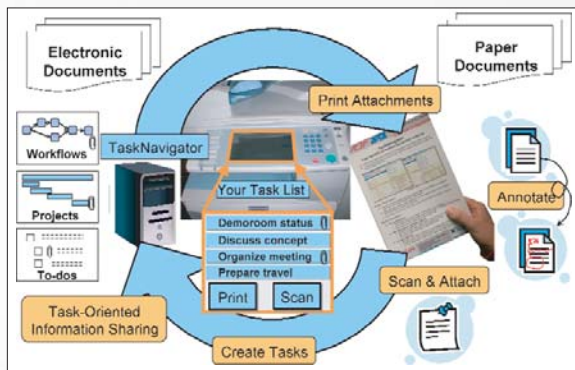 Electronic
Documents
Paper
Documents
Print Attachments
Workflows
TaskNavigator
Projects
To-dos
Your Task List
Demoroom status
Discuss concept
Organize meeting
Prepare travel
Print
Scan
Annotate
Scan & Attach
Task-Oriented
Information Sharing
Create Tasks